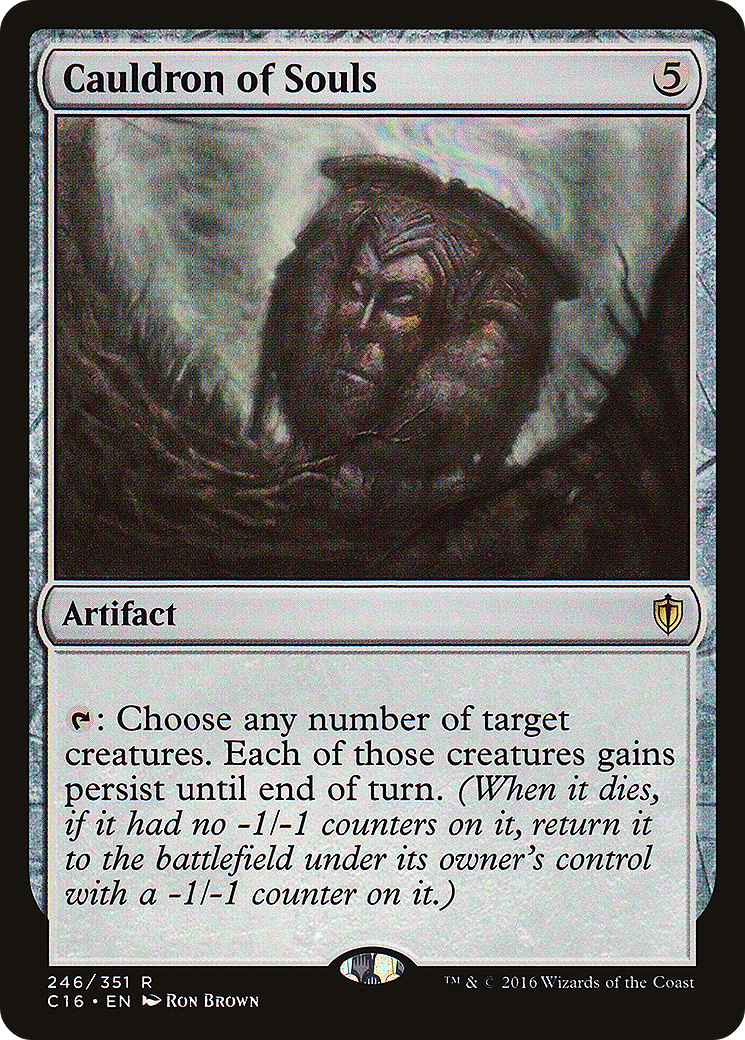 Cauldron of Souls 5
Artifact
: Choose any number of target
creatures. Each of those creatures gains
persist until end of turn. (When it dies,
if it had no -1/-1 counters on it, return it
to the battlefield under its owner's control
with a -1/-1 counter on it.)
246/351 R
C16 • EN Ron Brown
™ & © 2016 Wizards of the Coast